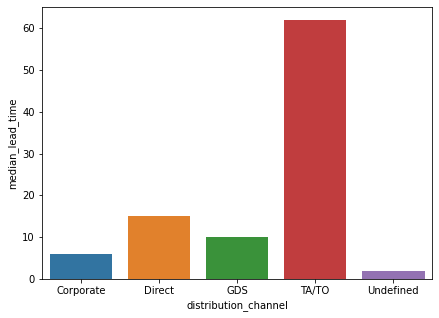 median_lead_time
60
50
40
30
20
10
0
Corporate Direct GDS TA/TO Undefined
distribution_channel